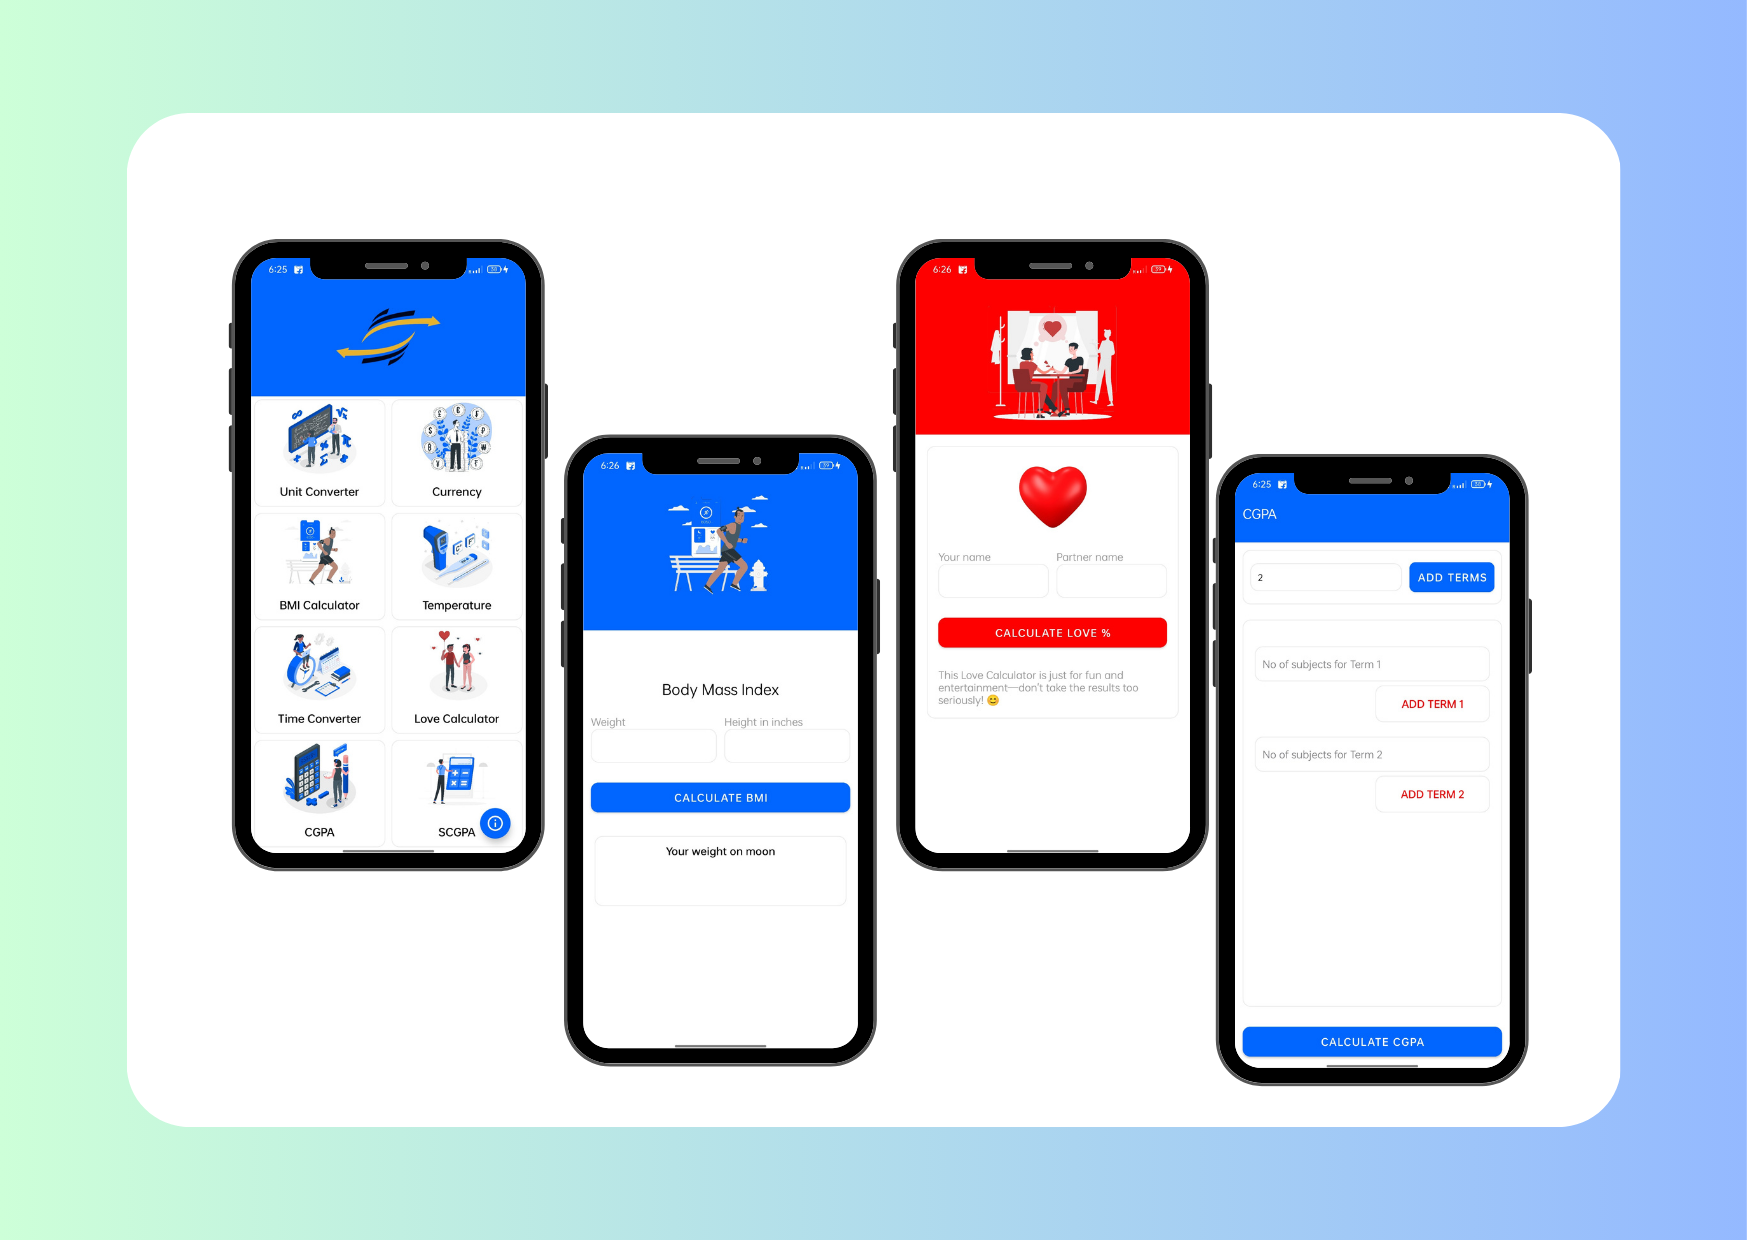 6:25
Unit Converter
Currency
BMI Calculator
Temperature
Time Converter
Love Calculator
CGPA
SCGPA
6:26
Body Mass Index
Weight
Height in inches
CALCULATE BMI
Your weight on moon
6:26
Your name
Partner name
CALCULATE LOVE %
This Love Calculator is just for fun and
entertainment—don't take the results too
seriously! 😊
6:25
CGPA
2
ADD TERMS
No of subjects for Term 1
ADD TERM 1
No of subjects for Term 2
ADD TERM 2
CALCULATE CGPA